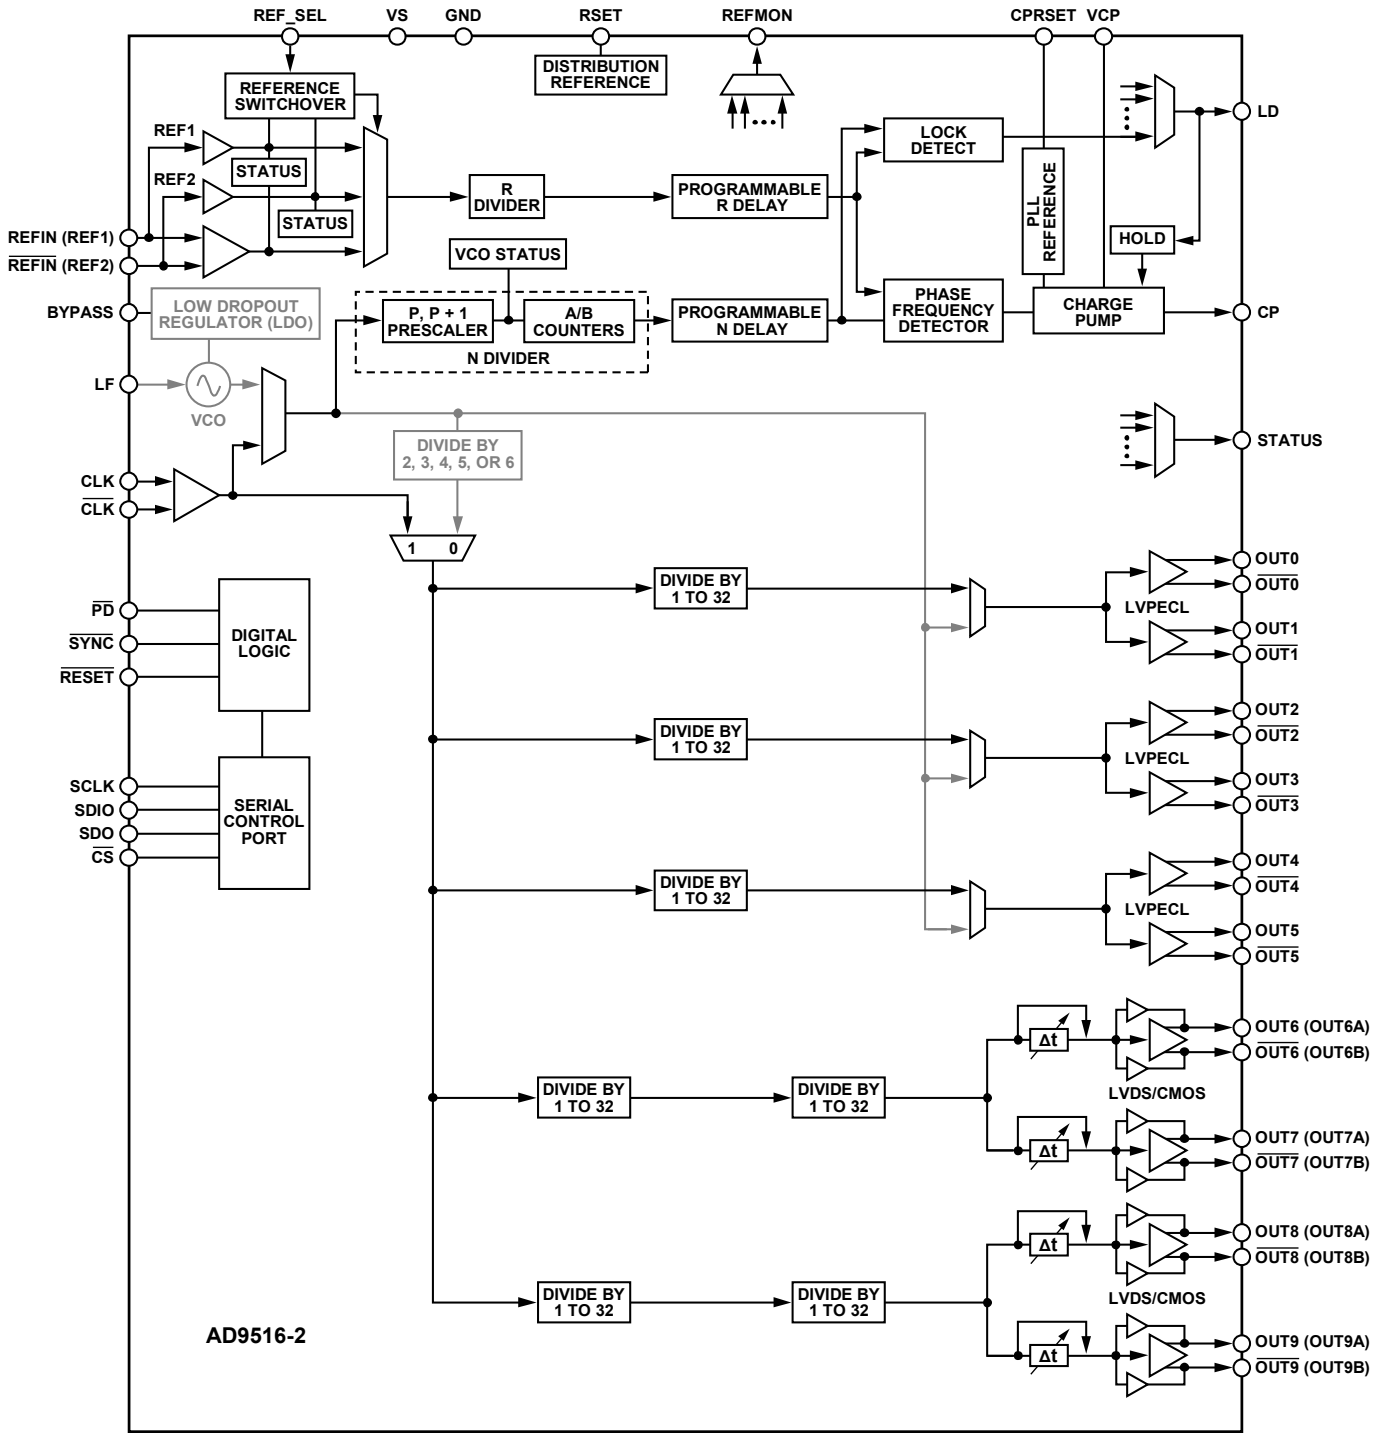 REF_SEL VS GND RSET REFMON CPRSET VCP
DISTRIBUTION
REFERENCE
REFERENCE
SWITCHOVER
LD
REF1
LOCK
DETECT
STATUS
REF2
R
DIVIDER
PROGRAMMABLE
R DELAY
PLL
REFERENCE
STATUS
REFIN (REF1)
HOLD
VCO STATUS
REFIN (REF2)
BYPASS
LOW DROPOUT
REGULATOR (LDO)
P, P + 1
PRESCALER
A/B
COUNTERS
PROGRAMMABLE
N DELAY
PHASE
FREQUENCY
DETECTOR
CHARGE
PUMP
CP
N DIVIDER
LF
VCO
DIVIDE BY
2, 3, 4, 5, OR 6
STATUS
CLK
CLK
1 0
OUT0
DIVIDE BY
1 TO 32
OUT0
LVPECL
PD
OUT1
DIGITAL
LOGIC
SYNC
OUT1
RESET
OUT2
DIVIDE BY
1 TO 32
OUT2
LVPECL
SCLK
OUT3
SERIAL
CONTROL
PORT
SDIO
OUT3
SDO
CS
OUT4
DIVIDE BY
1 TO 32
OUT4
LVPECL
OUT5
OUT5
OUT6 (OUT6A)
Δt
OUT6 (OUT6B)
DIVIDE BY
1 TO 32
DIVIDE BY
1 TO 32
LVDS/CMOS
OUT7 (OUT7A)
Δt
OUT7 (OUT7B)
OUT8 (OUT8A)
Δt
OUT8 (OUT8B)
DIVIDE BY
1 TO 32
DIVIDE BY
1 TO 32
LVDS/CMOS
AD9516-2
OUT9 (OUT9A)
Δt
OUT9 (OUT9B)